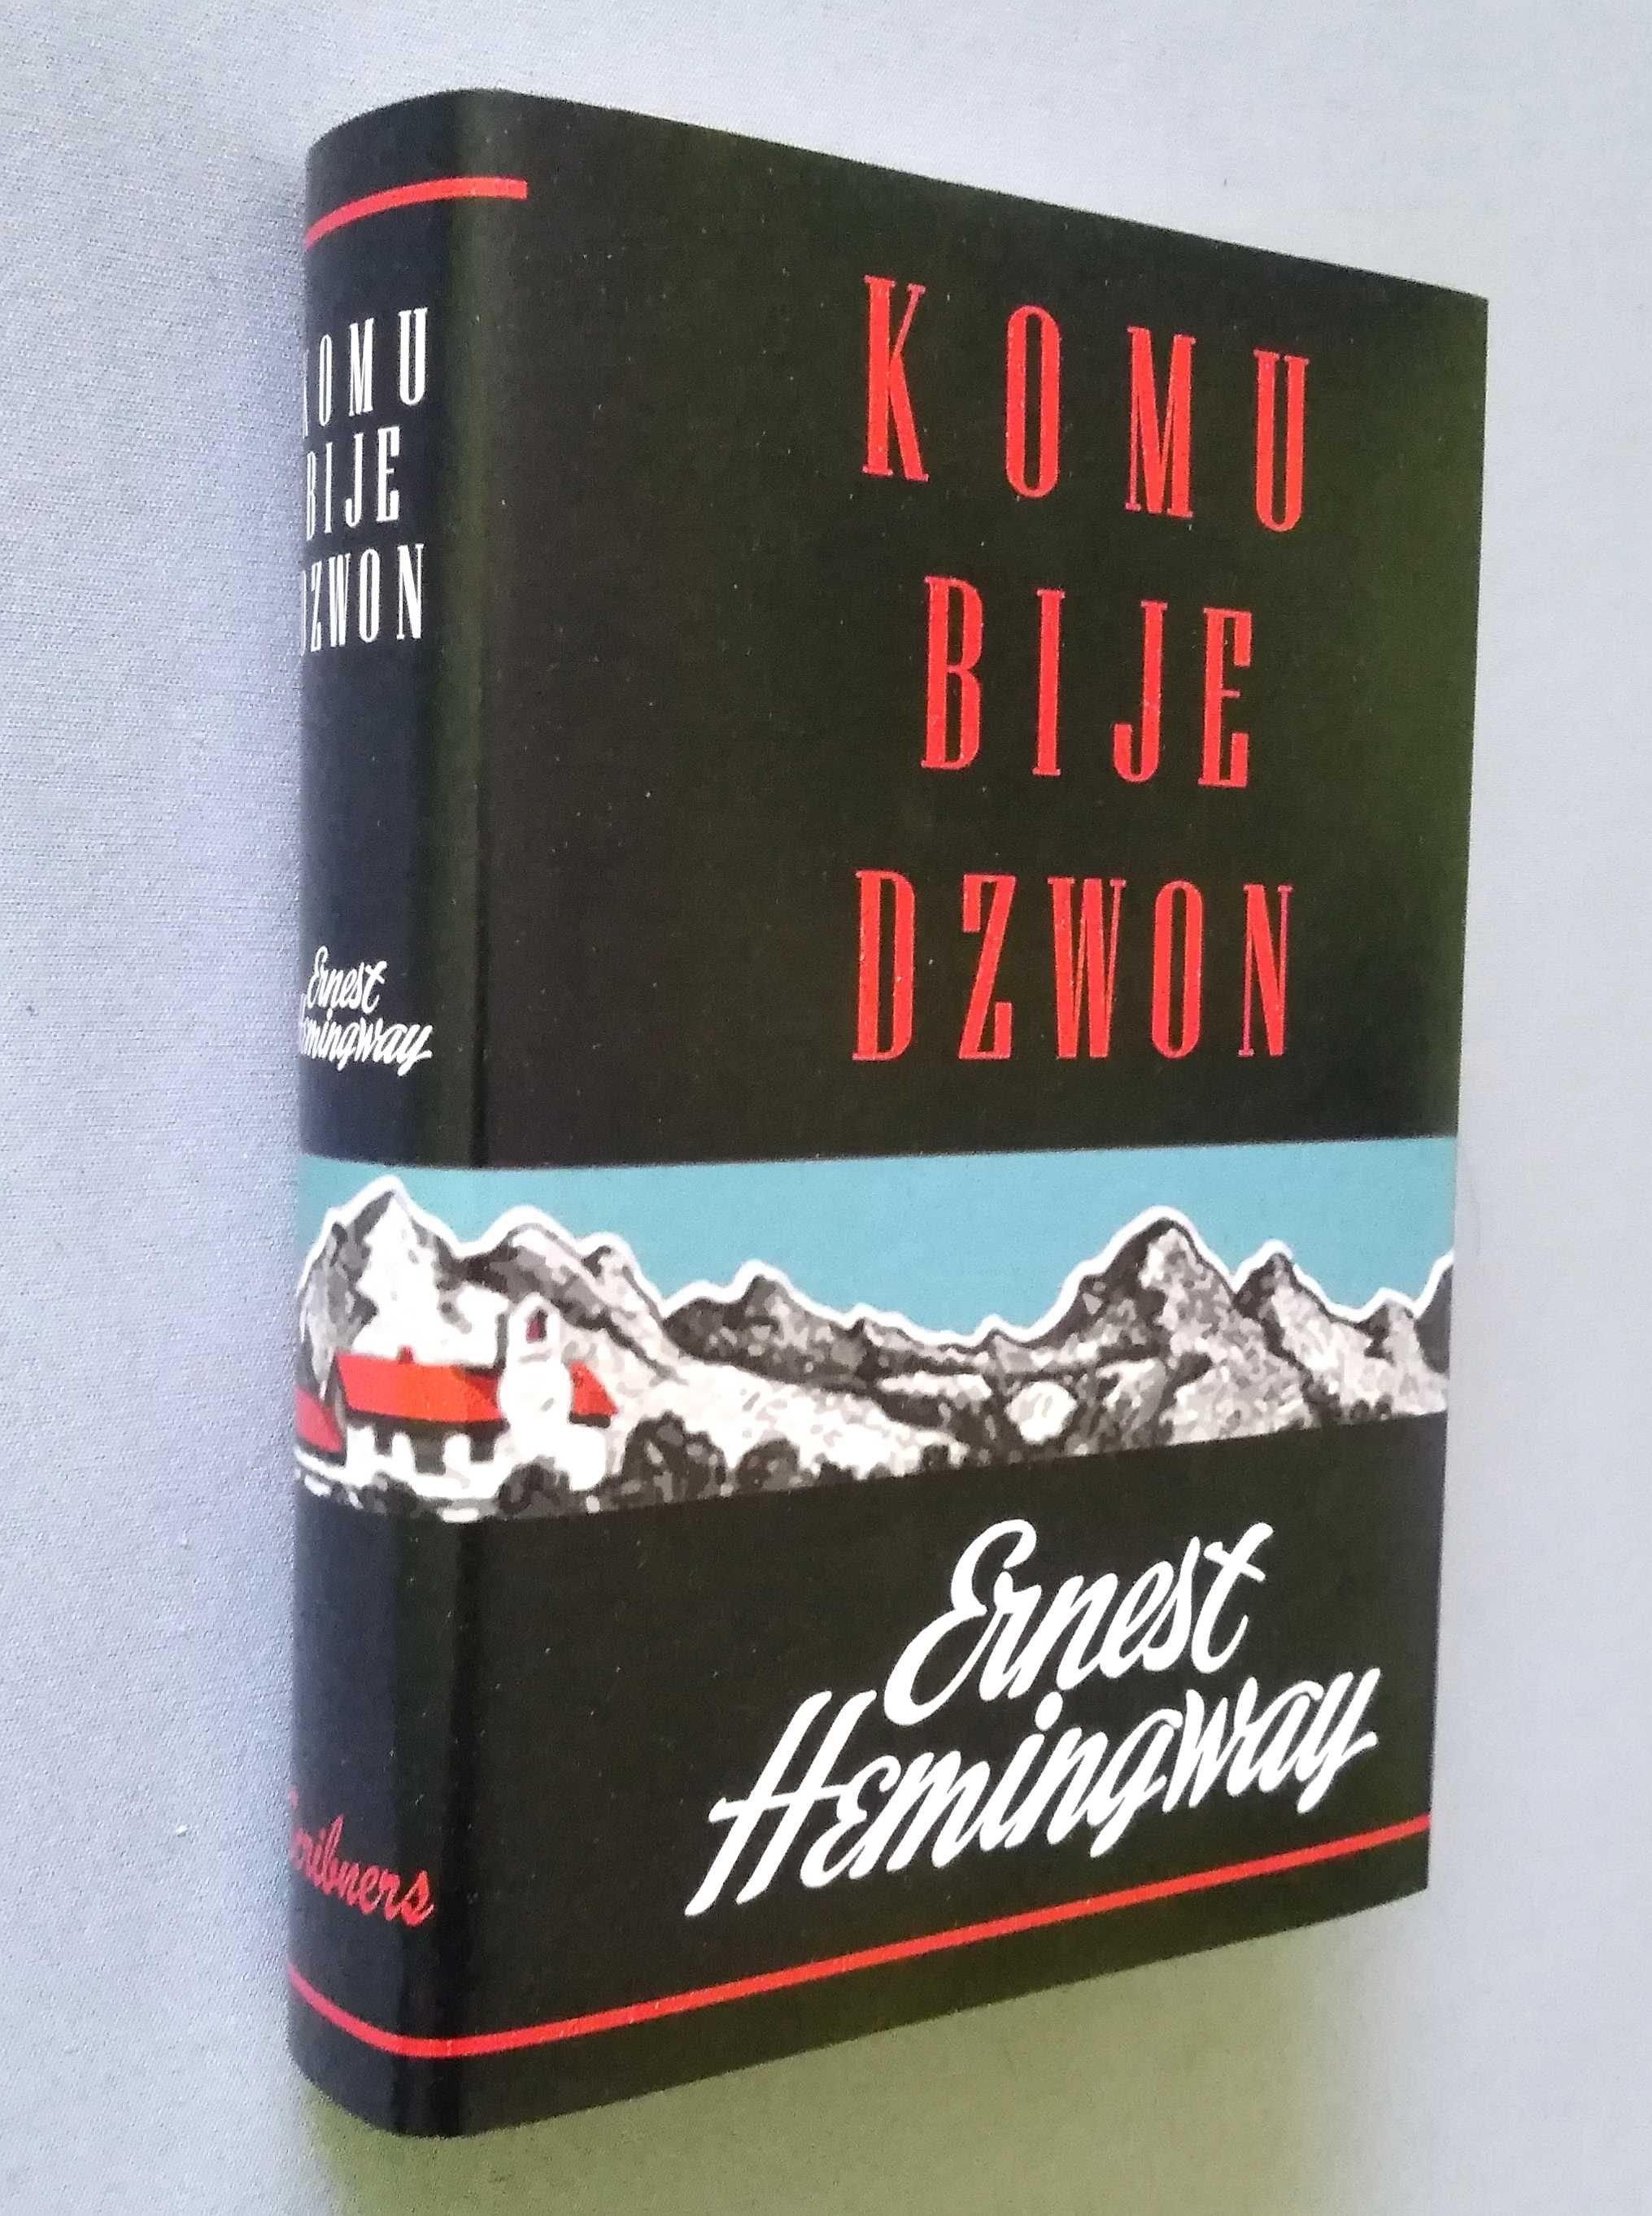 KOMU
BIJE
DZWON
Ernest
Hemingway
Scribners
KOMU
BIJE
DZWON
Ernest
Hemingway